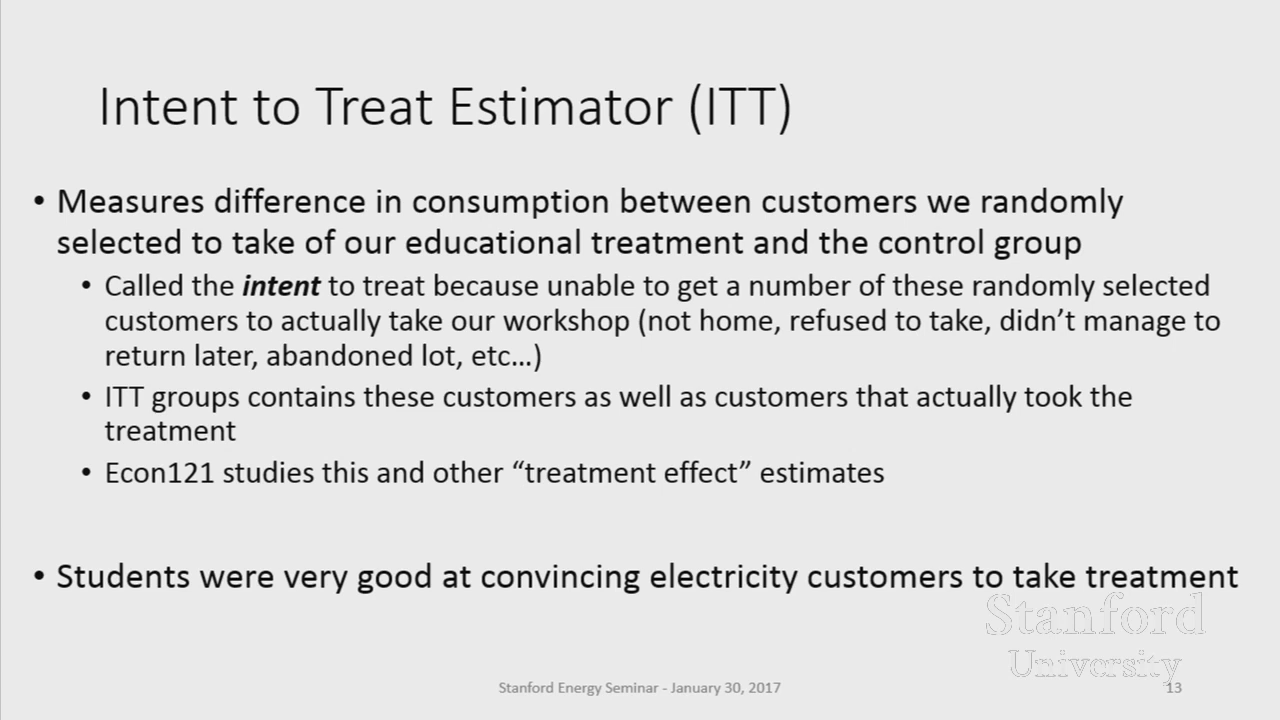 Intent to Treat Estimator (ITT)
• Measures difference in consumption between customers we randomly
selected to take of our educational treatment and the control group
• Called the intent to treat because unable to get a number of these randomly selected
customers to actually take our workshop (not home, refused to take, didn't manage to
return later, abandoned lot, etc…)
• ITT groups contains these customers as well as customers that actually took the
treatment
• Econ121 studies this and other “treatment effect” estimates
• Students were very good at convincing electricity customers to take treatment
Stanford
University
Stanford Energy Seminar - January 30, 2017
13